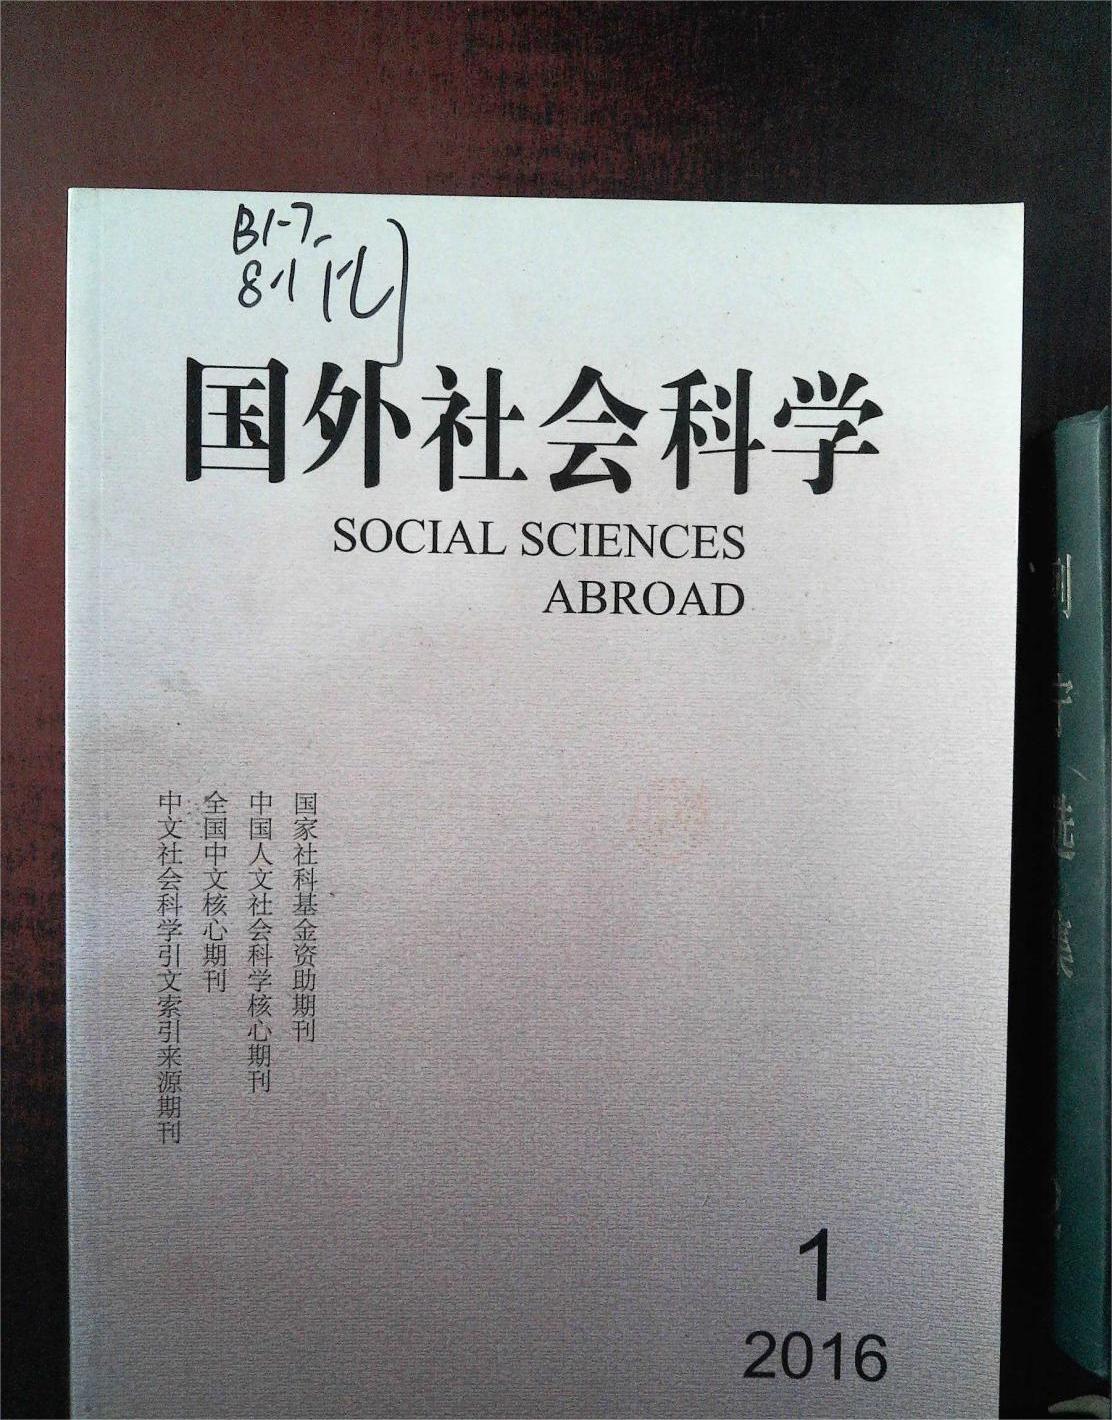 B1-7
国外社会科学
SOCIAL SCIENCES
ABROAD
国家社科基金资助期刊
中国人文社会科学核心期刊
全国中文核心期刊
中文社会科学引文索引来源期刊
1
2016